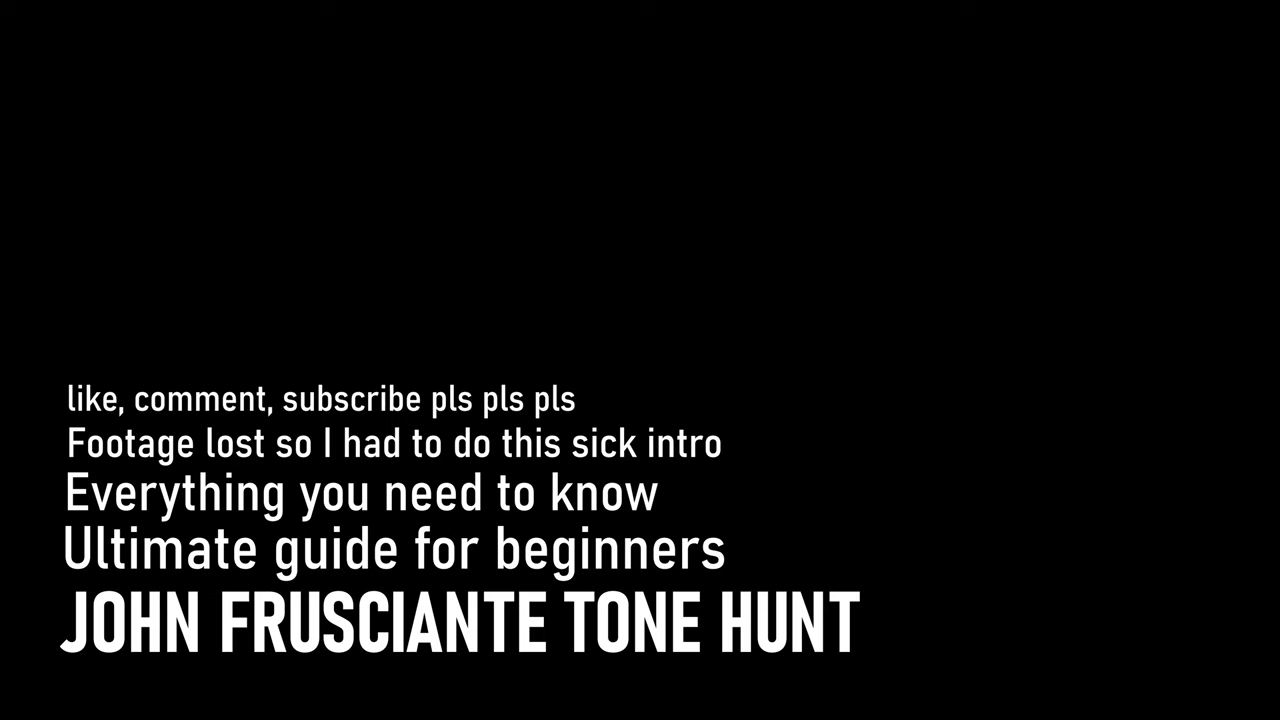 like, comment, subscribe pls pls pls
Footage lost so I had to do this sick intro
Everything you need to know
Ultimate guide for beginners
JOHN FRUSCIANTE TONE HUNT